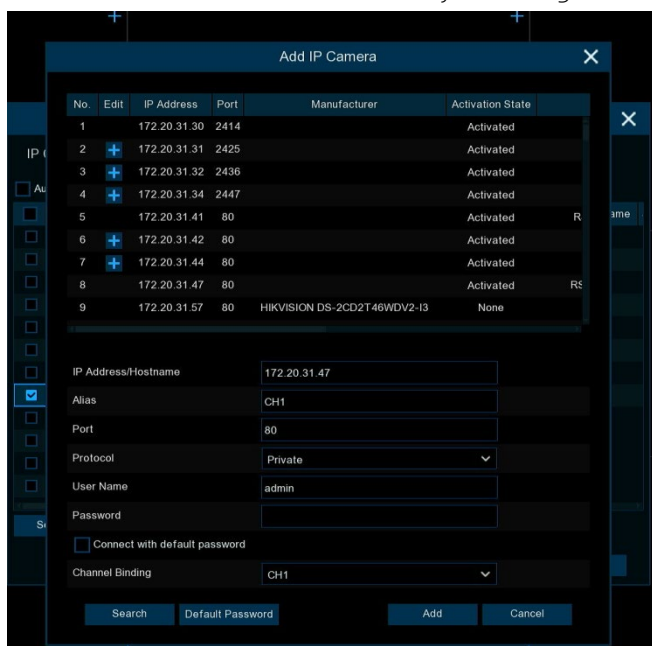 Add IP Camera
No. Edit IP Address Port Manufacturer Activation State
1 172.20.31.30 2414 Activated
2 172.20.31.31 2425 Activated
3 172.20.31.32 2436 Activated
4 172.20.31.34 2447 Activated
5 172.20.31.41 80 Activated R
6 172.20.31.42 80 Activated
7 172.20.31.44 80 Activated
8 172.20.31.47 80 Activated RS
9 172.20.31.57 80 HIKVISION DS-2CD2T46WDV2-I3 None
IP Address/Hostname 172.20.31.47
Alias CH1
Port 80
Protocol Private
User Name admin
Password
Connect with default password
Channel Binding CH1
Search Default Password Add Cancel
IP
Au
ame